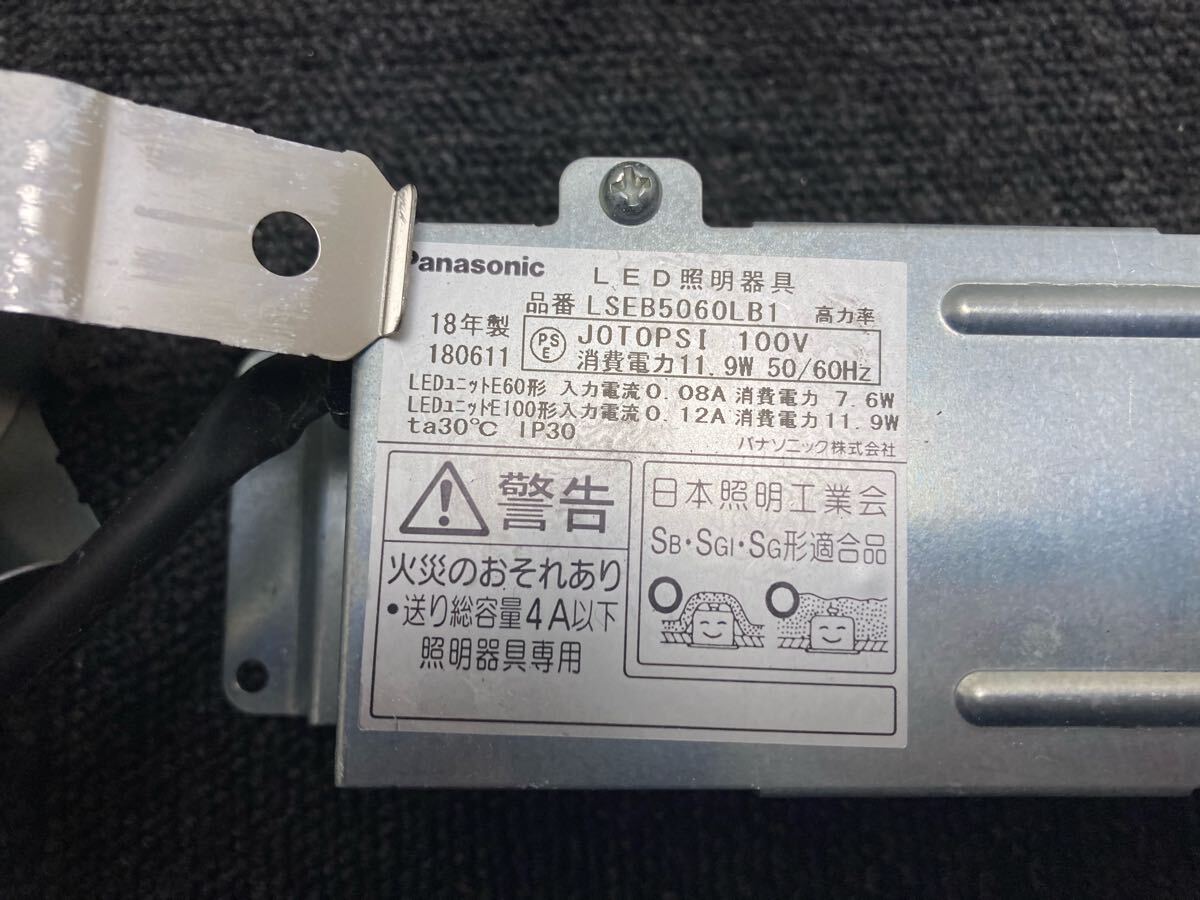 Panasonic
LED照明器具
品番 LSEB5060LB1 高力率
18年製
180611
PS
E
JOTOPSI 100V
消費電力11.9W 50/60Hz
LEDユニットE60形 入力電流0.08A 消費電力 7.6W
LEDユニットE100形入力電流0.12A 消費電力11.9W
ta30℃ IP30
パナソニック株式会社
警告
火災のおそれあり
・送り総容量4A以下
照明器具専用
日本照明工業会
SB・SGI・SG形適合品